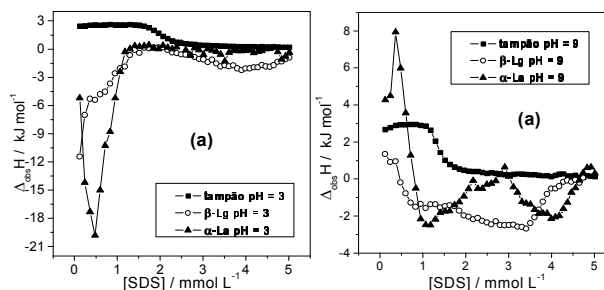 3
0
-3
-6
-9
-12
-15
-18
-21
Δobs H / kJ mol⁻¹
(a)
tampão pH = 3
β-Lg pH = 3
α-La pH = 3
0 1 2 3 4 5
[SDS] / mmol L⁻¹
8
6
4
2
0
-2
-4
Δobs H / kJ mol⁻¹
tampão pH = 9
β-Lg pH = 9
α-La pH = 9
(a)
0 1 2 3 4 5
[SDS] / mmol L⁻¹